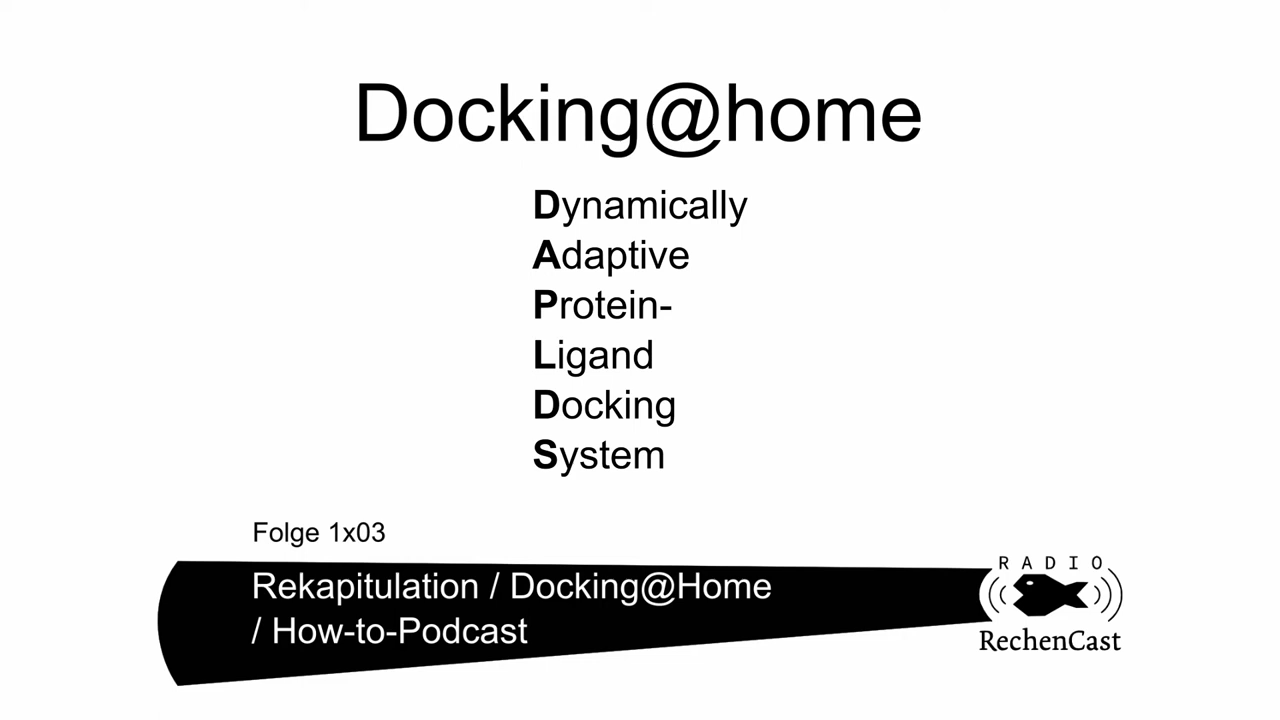 Docking@home
Dynamically
Adaptive
Protein-
Ligand
Docking
System
Folge 1x03
Rekapitulation / Docking@Home
/ How-to-Podcast
RADIO
RechenCast